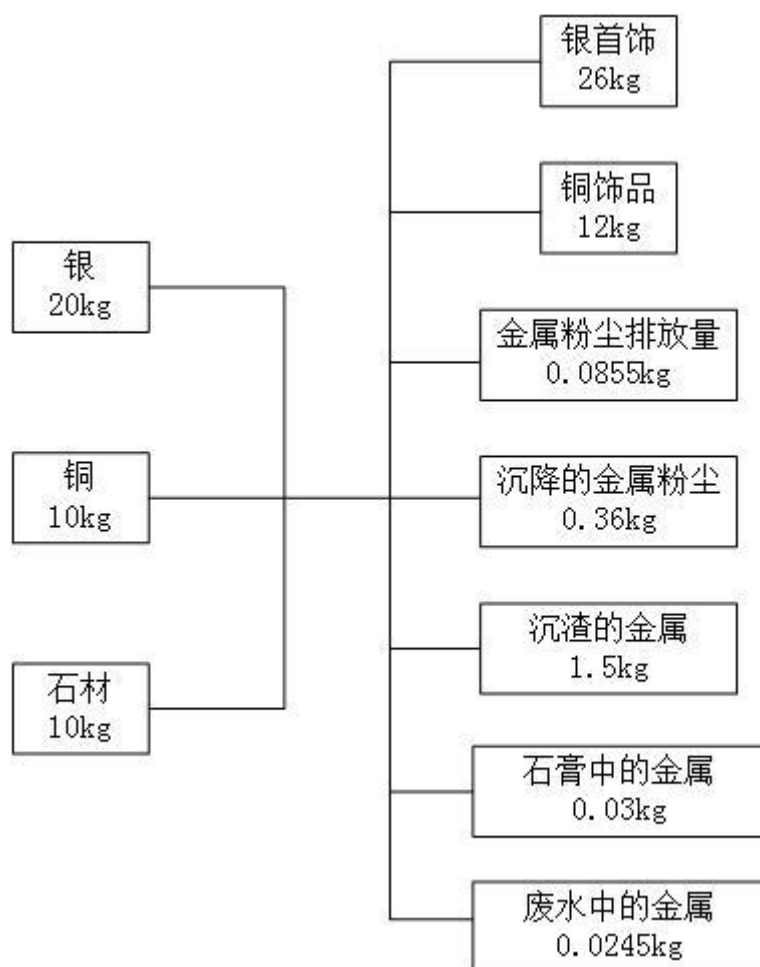 银首饰
26kg
铜饰品
12kg
银
20kg
金属粉尘排放量
0.0855kg
铜
10kg
沉降的金属粉尘
0.36kg
沉渣的金属
1.5kg
石材
10kg
石膏中的金属
0.03kg
废水中的金属
0.0245kg